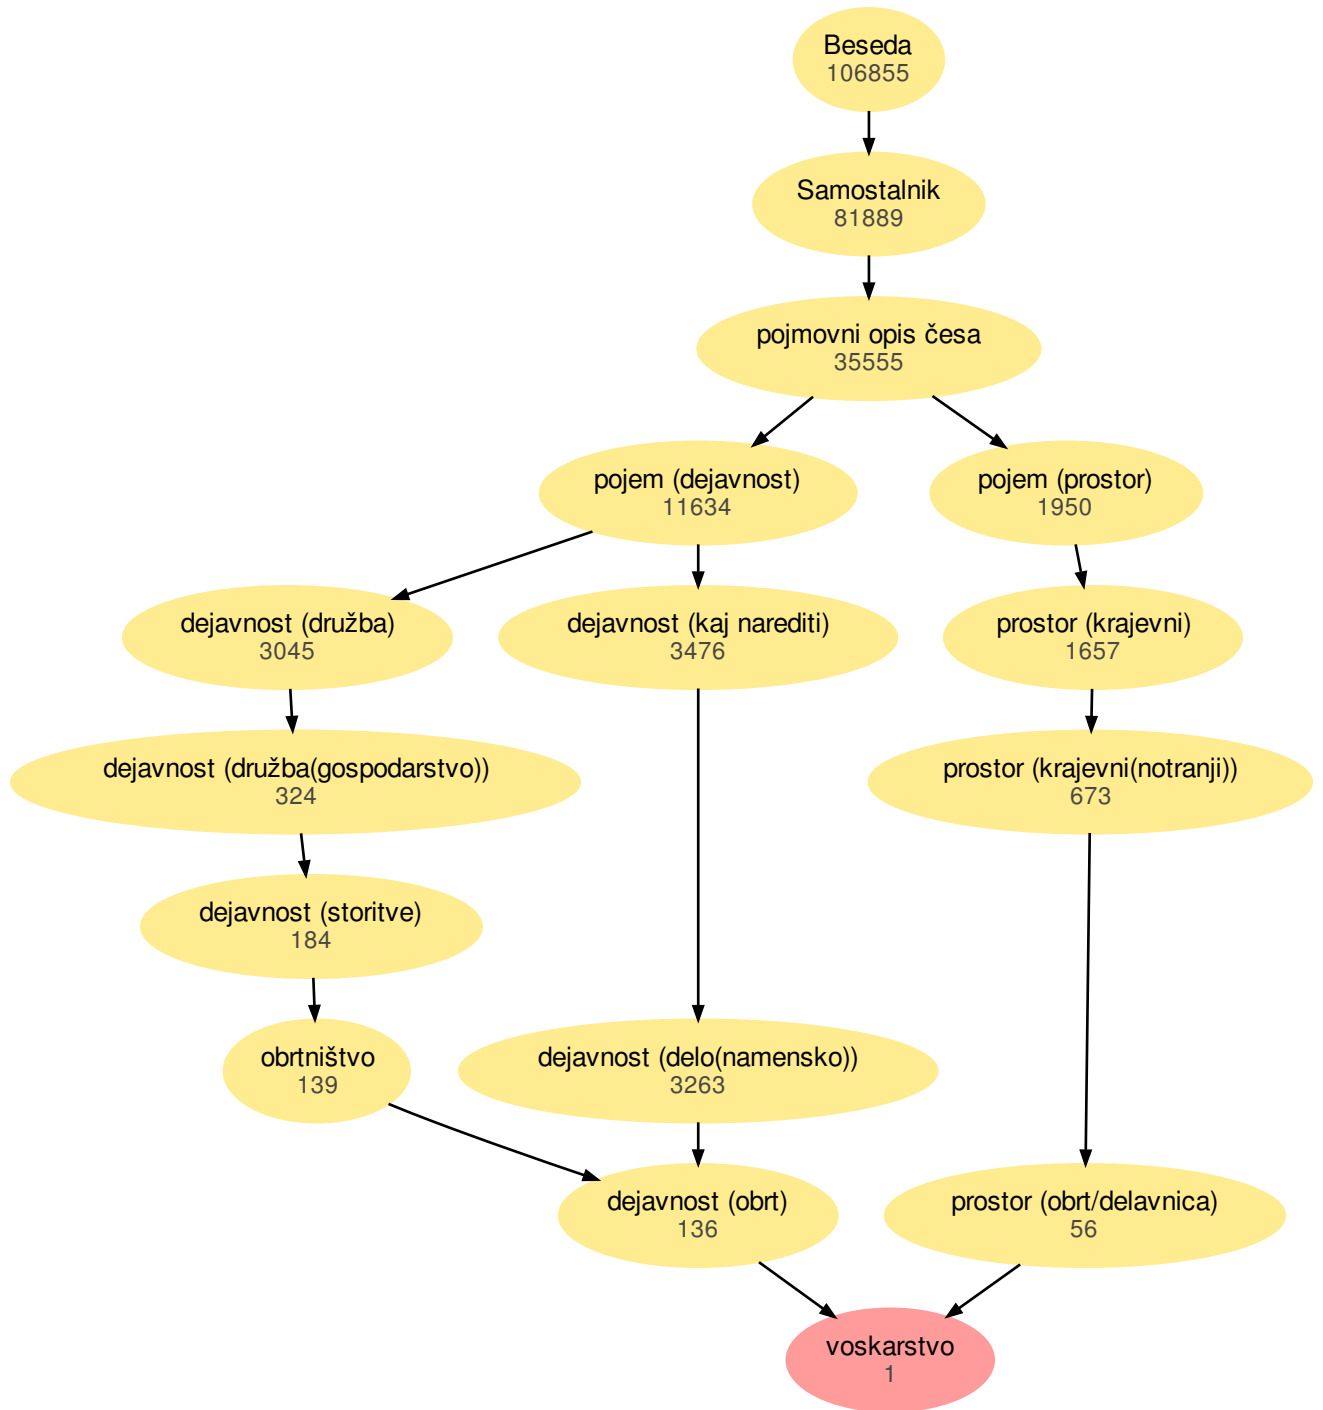 Beseda
106855
Samostalnik
81889
pojmovni opis česa
35555
pojem (dejavnost)
11634
pojem (prostor)
1950
dejavnost (družba)
3045
dejavnost (kaj narediti)
3476
prostor (krajevni)
1657
dejavnost (družba(gospodarstvo))
324
prostor (krajevni(notranji))
673
dejavnost (storitve)
184
obrtništvo
139
dejavnost (delo(namensko))
3263
dejavnost (obrt)
136
prostor (obrt/delavnica)
56
voskarstvo
1